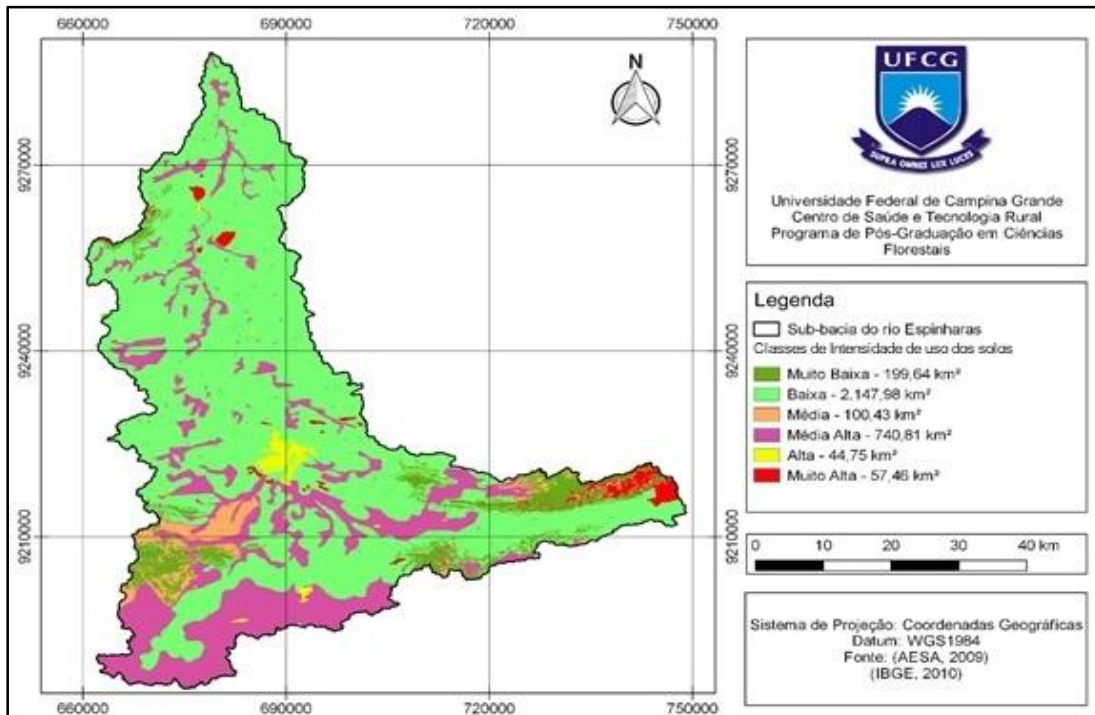 660000 690000 720000 750000
9270000 9270000
9240000 9240000
9210000 9210000
660000 690000 720000 750000
N
UFCG
SUPRA OMNES LUX LUCES
Universidade Federal de Campina Grande
Centro de Saúde e Tecnologia Rural
Programa de Pós-Graduação em Ciências
Florestais
Legenda
Sub-bacia do rio Espinharas
Classes de Intensidade de uso dos solos
Muito Baixa - 199,64 km²
Baixa - 2.147,98 km²
Média - 100,43 km²
Média Alta - 740,81 km²
Alta - 44,75 km²
Muito Alta - 57,46 km²
0 10 20 30 40 km
Sistema de Projeção: Coordenadas Geográficas
Datum: WGS1984
Fonte: (AESA, 2009)
(IBGE, 2010)